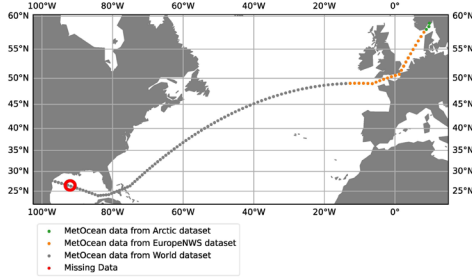 100°W 80°W 60°W 40°W 20°W 0°
60°N 60°N
55°N 55°N
50°N 50°N
45°N 45°N
40°N 40°N
35°N 35°N
30°N 30°N
25°N 25°N
100°W 80°W 60°W 40°W 20°W 0°
MetOcean data from Arctic dataset
MetOcean data from EuropeNWS dataset
MetOcean data from World dataset
Missing Data